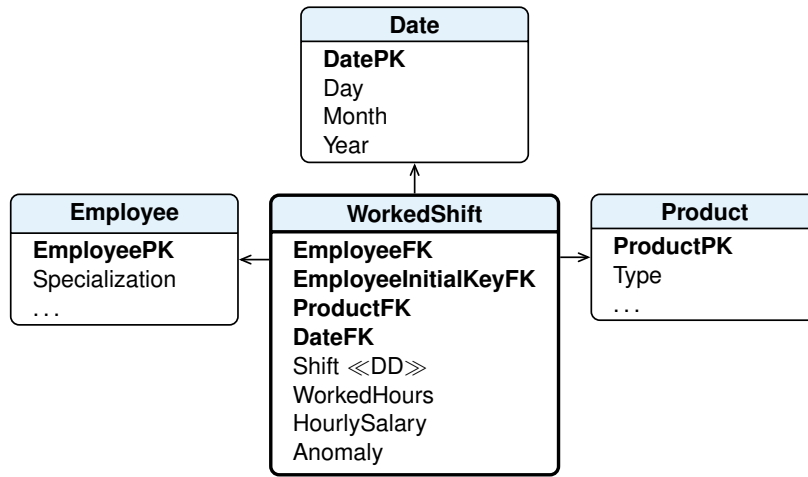 Date
DatePK
Day
Month
Year
Employee
EmployeePK
Specialization
...
WorkedShift
EmployeeFK
EmployeeInitialKeyFK
ProductFK
DateFK
Shift ≪DD≫
WorkedHours
HourlySalary
Anomaly
Product
ProductPK
Type
...